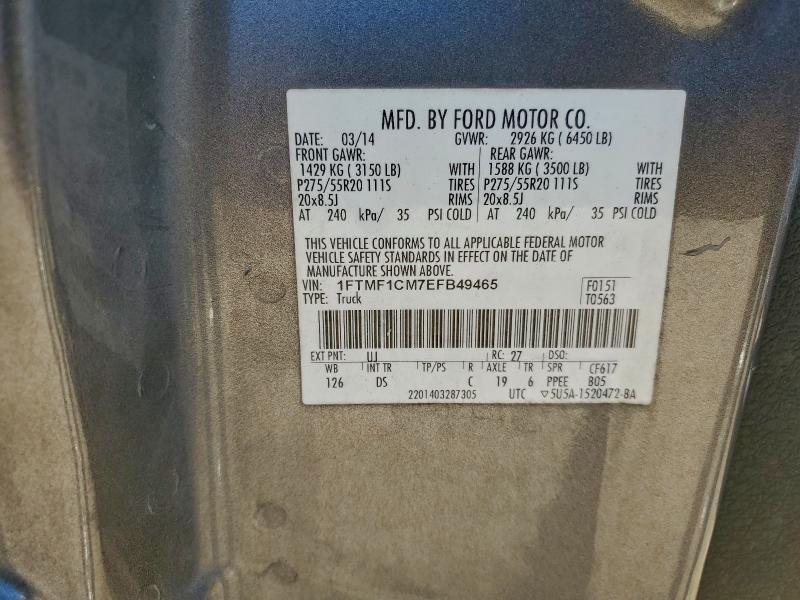 MFD. BY FORD MOTOR CO.
DATE: 03/14 GVWR: 2926 KG ( 6450 LB)
FRONT GAWR: REAR GAWR:
1429 KG ( 3150 LB) WITH 1588 KG ( 3500 LB) WITH
P275/55R20 111S TIRES P275/55R20 111S TIRES
20x8.5J RIMS 20x8.5J RIMS
AT 240 kPa/ 35 PSI COLD AT 240 kPa/ 35 PSI COLD
THIS VEHICLE CONFORMS TO ALL APPLICABLE FEDERAL MOTOR
VEHICLE SAFETY STANDARDS IN EFFECT ON THE DATE OF
MANUFACTURE SHOWN ABOVE.
VIN: 1FTMF1CM7EFB49465 F0151
TYPE: Truck T0563
EXT PNT: UJ RC: 27 DSO:
WB INT TR TP/PS R AXLE TR SPR CF617
126 DS C 19 6 PPEE B05
2201403287305 UTC ▽5U5A-1520472-BA